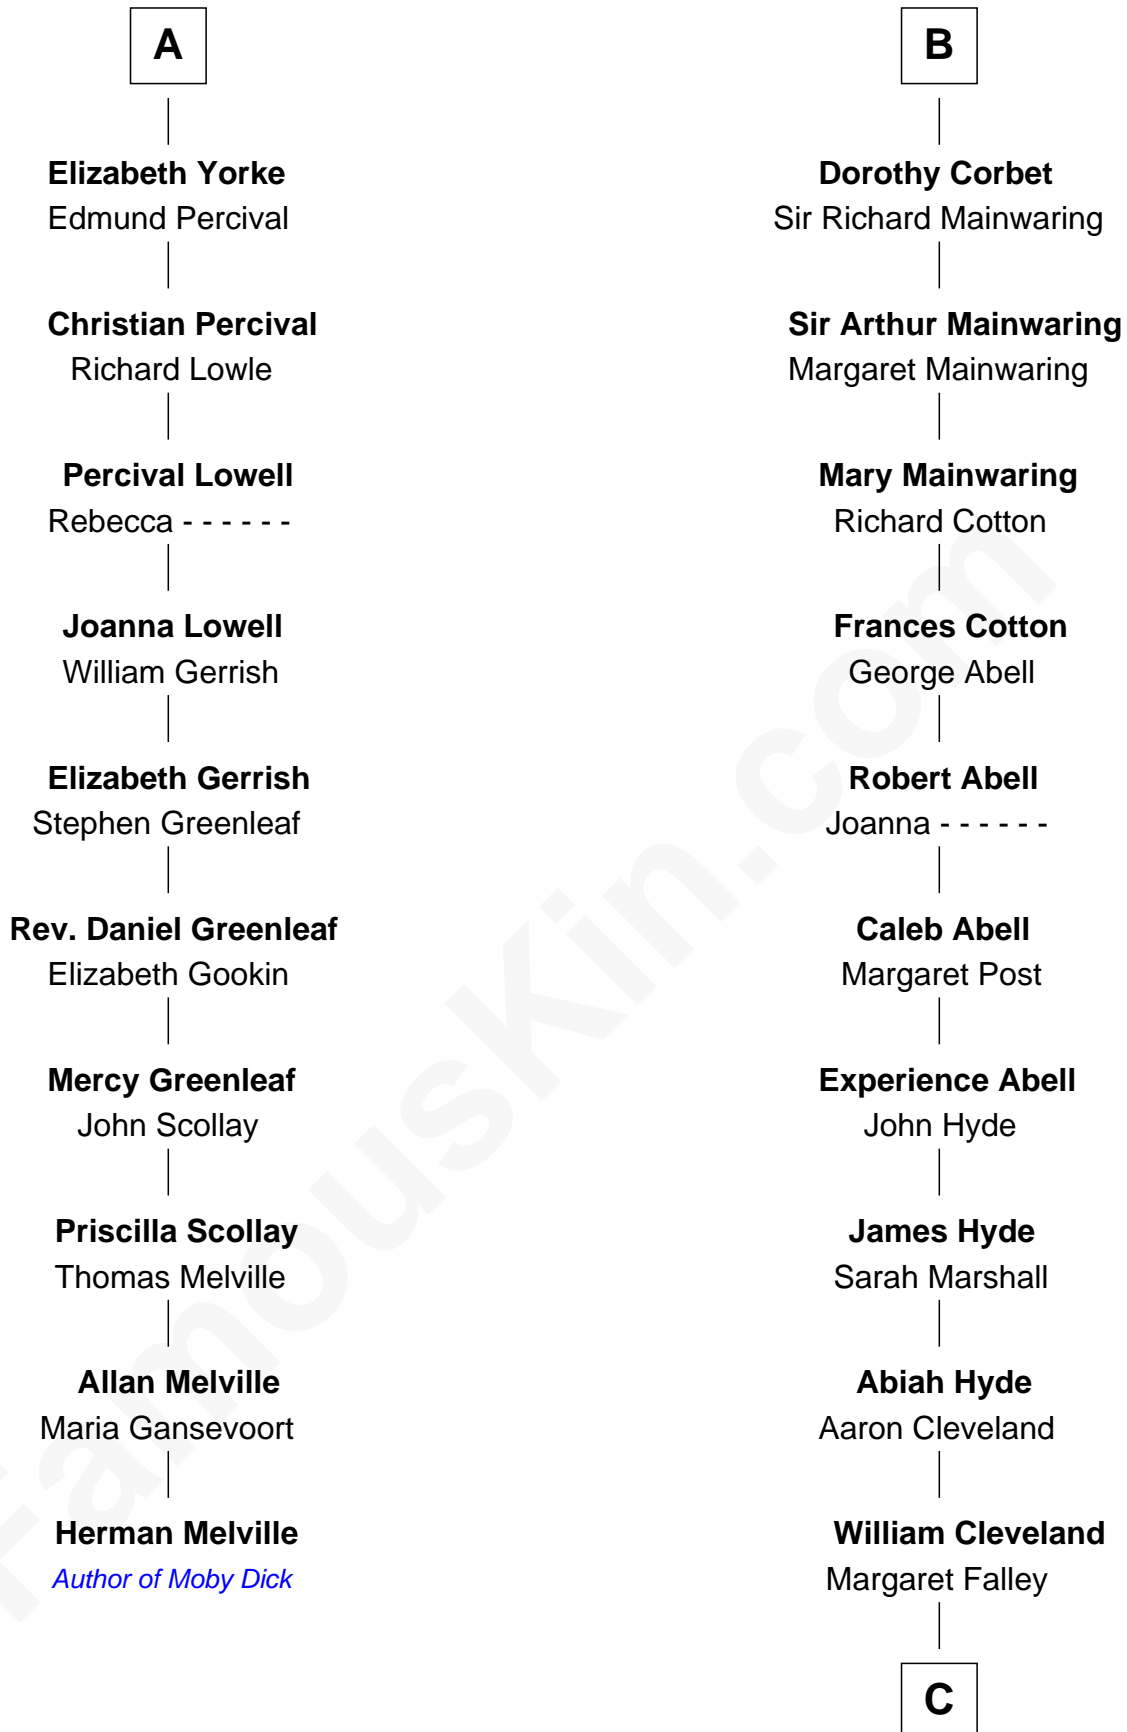 A
Elizabeth Yorke
Edmund Percival
Christian Percival
Richard Lowle
Percival Lowell
Rebecca - - - - - -
Joanna Lowell
William Gerrish
Elizabeth Gerrish
Stephen Greenleaf
Rev. Daniel Greenleaf
Elizabeth Gookin
Mercy Greenleaf
John Scollay
Priscilla Scollay
Thomas Melville
Allan Melville
Maria Gansevoort
Herman Melville
Author of Moby Dick
B
Dorothy Corbet
Sir Richard Mainwaring
Sir Arthur Mainwaring
Margaret Mainwaring
Mary Mainwaring
Richard Cotton
Frances Cotton
George Abell
Robert Abell
Joanna - - - - - -
Caleb Abell
Margaret Post
Experience Abell
John Hyde
James Hyde
Sarah Marshall
Abiah Hyde
Aaron Cleveland
William Cleveland
Margaret Falley
C
FamousKin.com